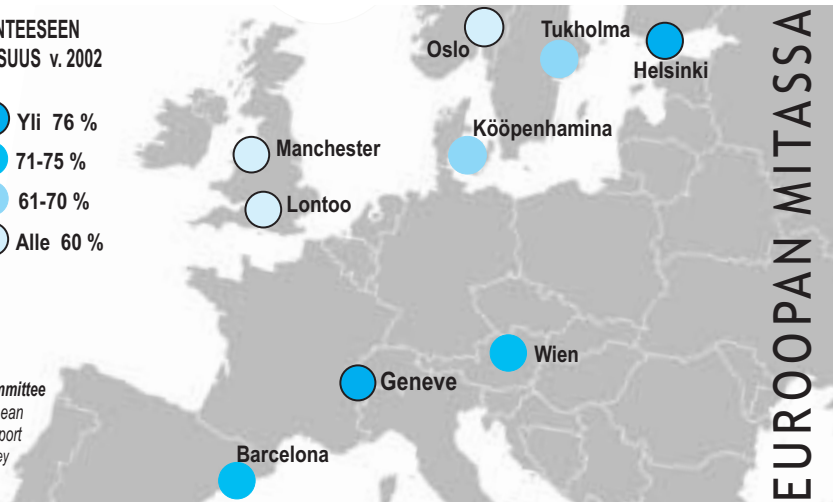 NTEESEEN
SUUS v. 2002
Yli 76 %
71-75 %
61-70 %
Alle 60 %
Oslo
Tukholma
Helsinki
Kööpenhamina
Manchester
Lontoo
Wien
Geneve
Barcelona
mmittee
ean
port
ey
EUROOPAN MITASSA